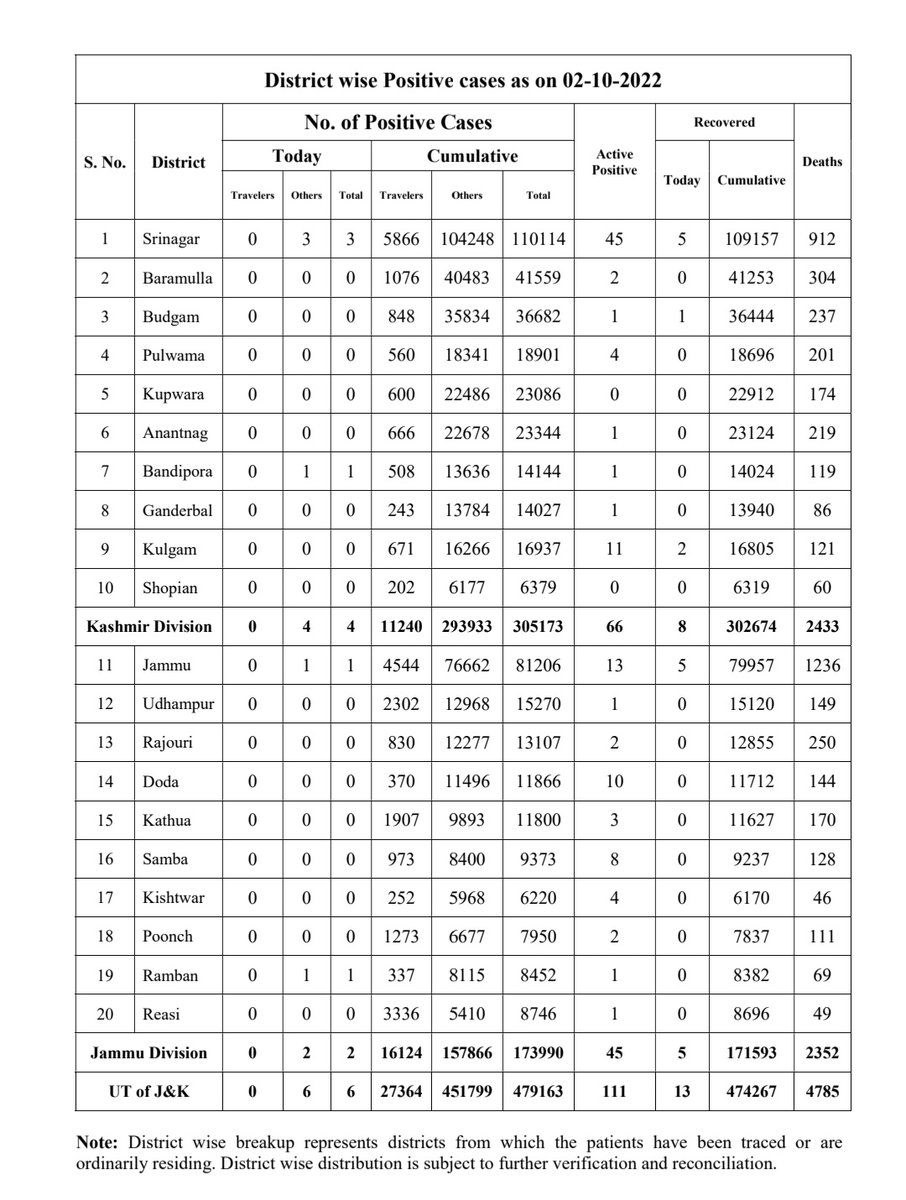 District wise Positive cases as on 02-10-2022
S. No. District No. of Positive Cases Active Positive Recovered Deaths
Today Cumulative Today Cumulative
Travelers Others Total Travelers Others Total
1 Srinagar 0 3 3 5866 104248 110114 45 5 109157 912
2 Baramulla 0 0 0 1076 40483 41559 2 0 41253 304
3 Budgam 0 0 0 848 35834 36682 1 1 36444 237
4 Pulwama 0 0 0 560 18341 18901 4 0 18696 201
5 Kupwara 0 0 0 600 22486 23086 0 0 22912 174
6 Anantnag 0 0 0 666 22678 23344 1 0 23124 219
7 Bandipora 0 1 1 508 13636 14144 1 0 14024 119
8 Ganderbal 0 0 0 243 13784 14027 1 0 13940 86
9 Kulgam 0 0 0 671 16266 16937 11 2 16805 121
10 Shopian 0 0 0 202 6177 6379 0 0 6319 60
Kashmir Division 0 4 4 11240 293933 305173 66 8 302674 2433
11 Jammu 0 1 1 4544 76662 81206 13 5 79957 1236
12 Udhampur 0 0 0 2302 12968 15270 1 0 15120 149
13 Rajouri 0 0 0 830 12277 13107 2 0 12855 250
14 Doda 0 0 0 370 11496 11866 10 0 11712 144
15 Kathua 0 0 0 1907 9893 11800 3 0 11627 170
16 Samba 0 0 0 973 8400 9373 8 0 9237 128
17 Kishtwar 0 0 0 252 5968 6220 4 0 6170 46
18 Poonch 0 0 0 1273 6677 7950 2 0 7837 111
19 Ramban 0 1 1 337 8115 8452 1 0 8382 69
20 Reasi 0 0 0 3336 5410 8746 1 0 8696 49
Jammu Division 0 2 2 16124 157866 173990 45 5 171593 2352
UT of J&K 0 6 6 27364 451799 479163 111 13 474267 4785
Note: District wise breakup represents districts from which the patients have been traced or are
ordinarily residing. District wise distribution is subject to further verification and reconciliation.